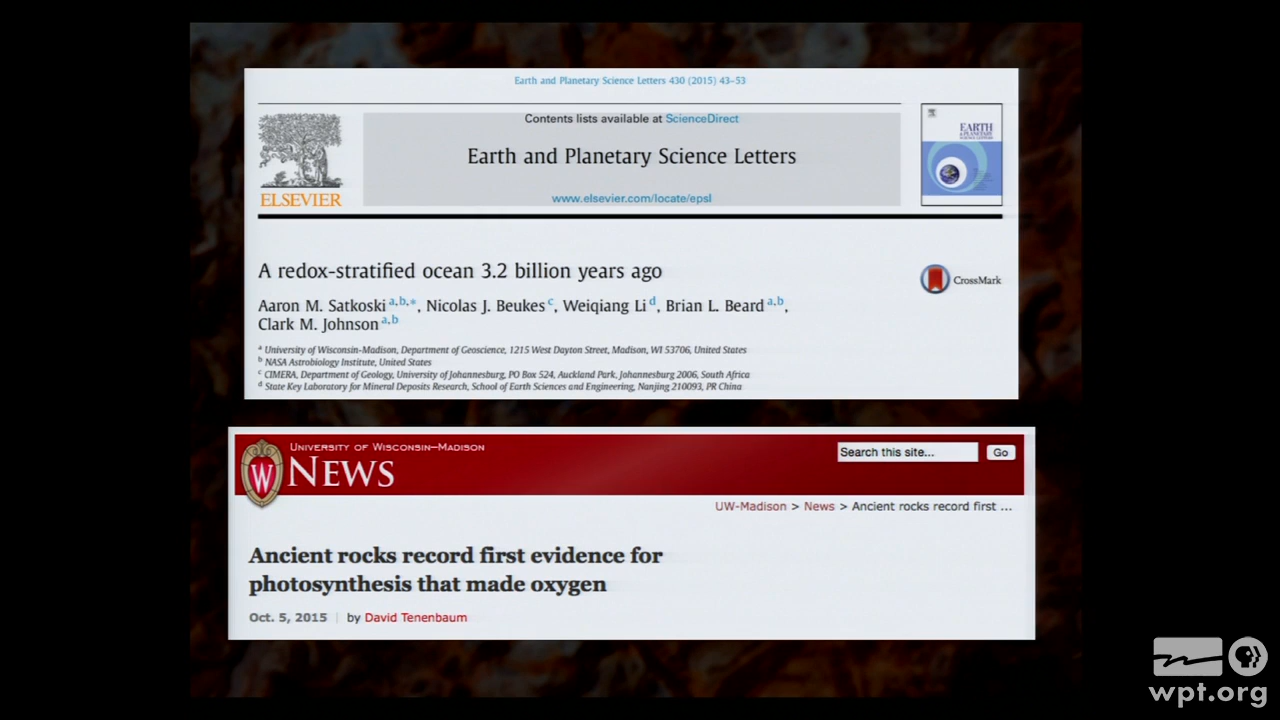 Earth and Planetary Science Letters 430 (2015) 43–53
Contents lists available at ScienceDirect
Earth and Planetary Science Letters
www.elsevier.com/locate/epsl
ELSEVIER
EARTH
& PLANETARY
SCIENCE LETTERS
A redox-stratified ocean 3.2 billion years ago
CrossMark
Aaron M. Satkoski a,b,*, Nicolas J. Beukes c, Weiqiang Li d, Brian L. Beard a,b,
Clark M. Johnson a,b
a University of Wisconsin-Madison, Department of Geoscience, 1215 West Dayton Street, Madison, WI 53706, United States
b NASA Astrobiology Institute, United States
c CIMERA, Department of Geology, University of Johannesburg, PO Box 524, Auckland Park, Johannesburg 2006, South Africa
d State Key Laboratory for Mineral Deposits Research, School of Earth Sciences and Engineering, Nanjing 210093, PR China
W
UNIVERSITY OF WISCONSIN–MADISON
NEWS
Search this site...
Go
UW-Madison > News > Ancient rocks record first ...
Ancient rocks record first evidence for
photosynthesis that made oxygen
Oct. 5, 2015 | by David Tenenbaum
wpt.org